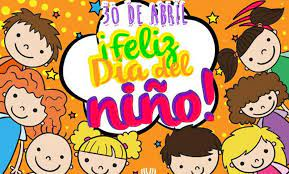 30 DE ABRIL
¡feliz
Día del
niño!